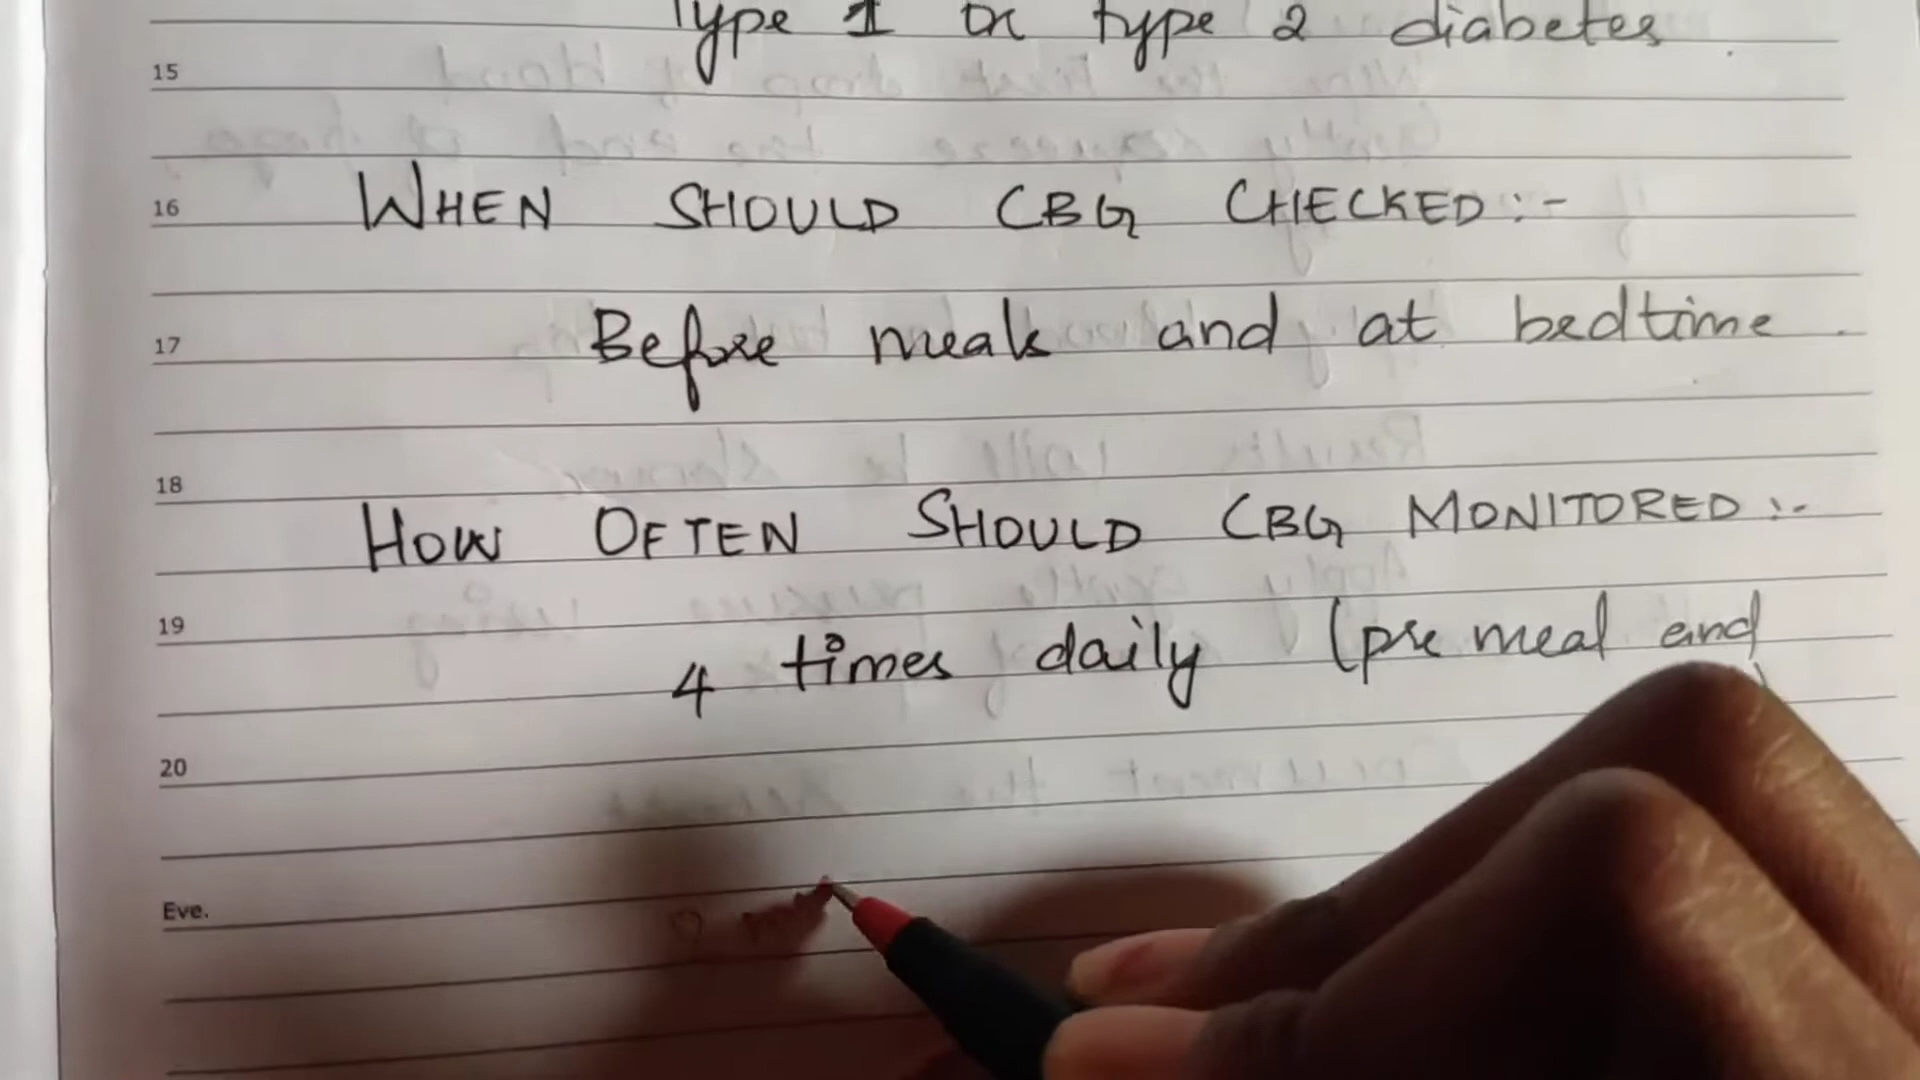 Type 1 or type 2 diabetes.
15
16 WHEN SHOULD CBG CHECKED :-
17 Before meals and at bedtime.
18
HOW OFTEN SHOULD CBG MONITORED :-
19
4 times daily (pre meal and
20
Eve.